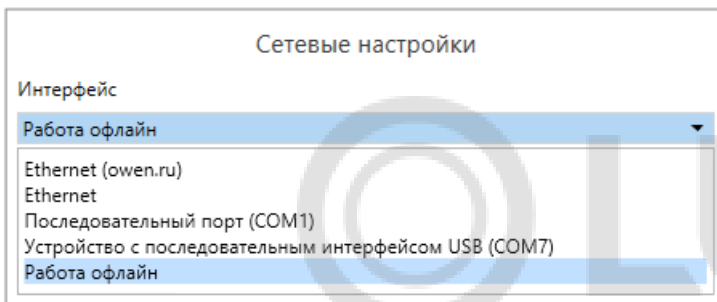 Сетевые настройки
Интерфейс
Работа офлайн
Ethernet (owen.ru)
Ethernet
Последовательный порт (COM1)
Устройство с последовательным интерфейсом USB (COM7)
Работа офлайн